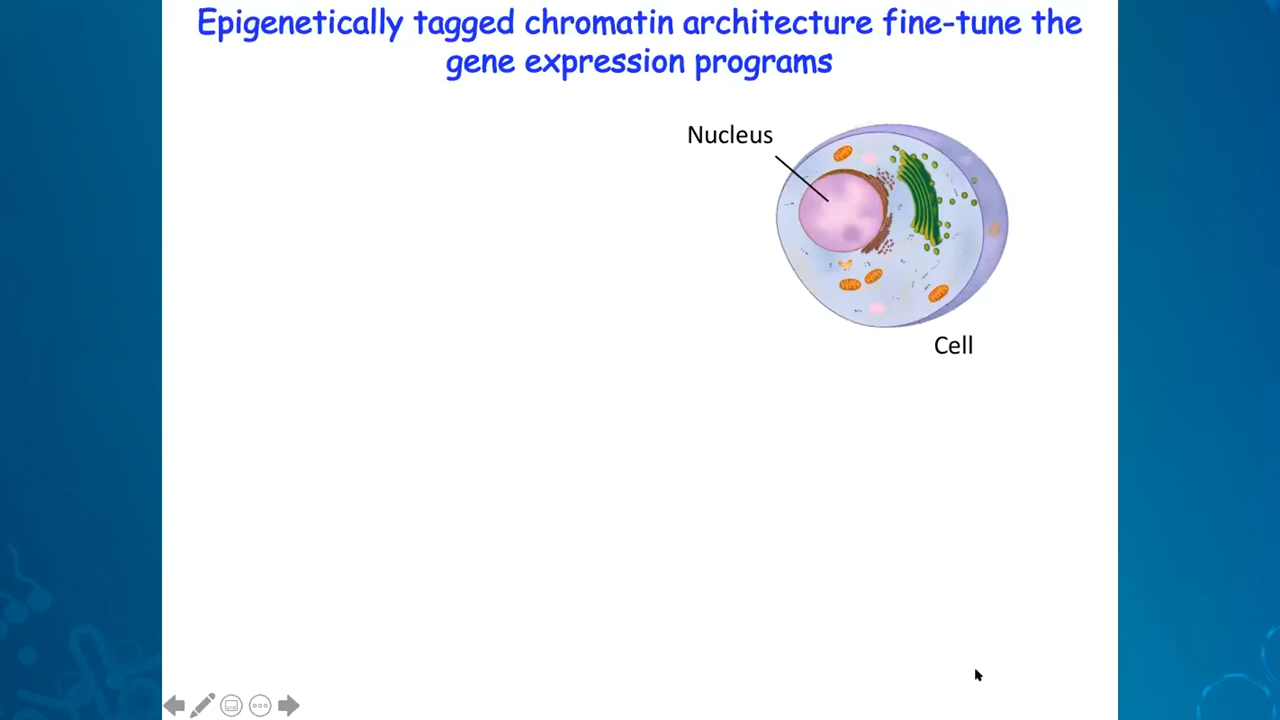 Epigenetically tagged chromatin architecture fine-tune the
gene expression programs
Nucleus
Cell